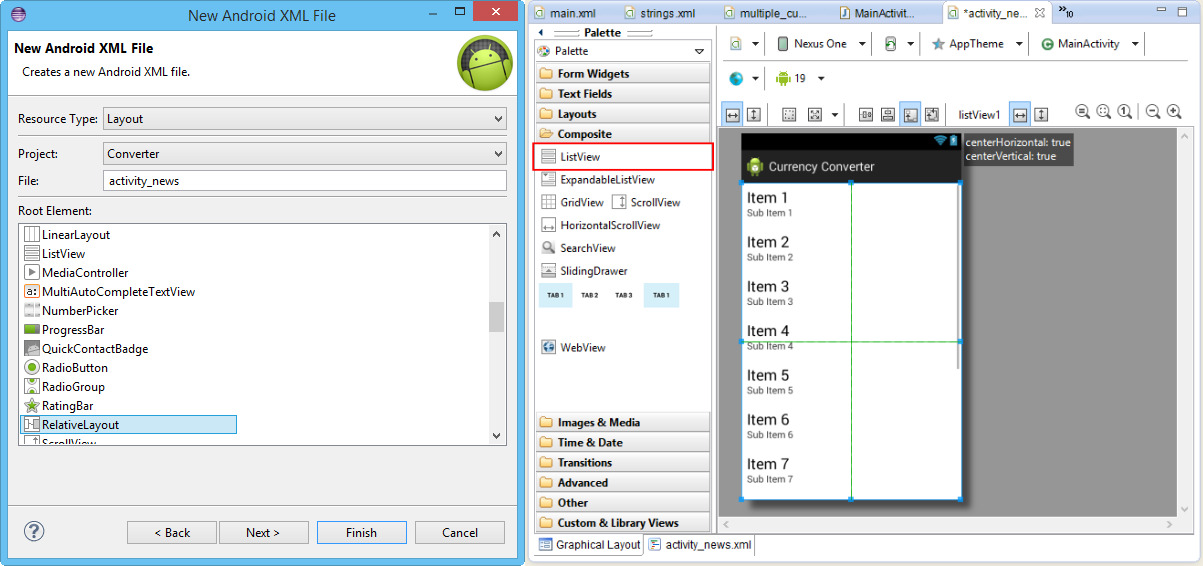 New Android XML File
New Android XML File
Creates a new Android XML file.
Resource Type: Layout
Project: Converter
File: activity_news
Root Element:
LinearLayout
ListView
MediaController
a: MultiAutoCompleteTextView
NumberPicker
ProgressBar
QuickContactBadge
RadioButton
RadioGroup
RatingBar
RelativeLayout
ScrollView
? < Back Next > Finish Cancel
main.xml strings.xml multiple_cu... MainActivit... *activity_ne... »10
Palette
Palette
Form Widgets
Text Fields
Layouts
Composite
ListView
ExpandableListView
GridView ScrollView
HorizontalScrollView
SearchView
SlidingDrawer
TAB 1 TAB 2 TAB 3 TAB 1
WebView
Images & Media
Time & Date
Transitions
Advanced
Other
Custom & Library Views
Graphical Layout activity_news.xml
Nexus One AppTheme C MainActivity
19
listView1 1
centerHorizontal: true
centerVertical: true
Currency Converter
Item 1
Sub Item 1
Item 2
Sub Item 2
Item 3
Sub Item 3
Item 4
Sub Item 4
Item 5
Sub Item 5
Item 6
Sub Item 6
Item 7
Sub Item 7